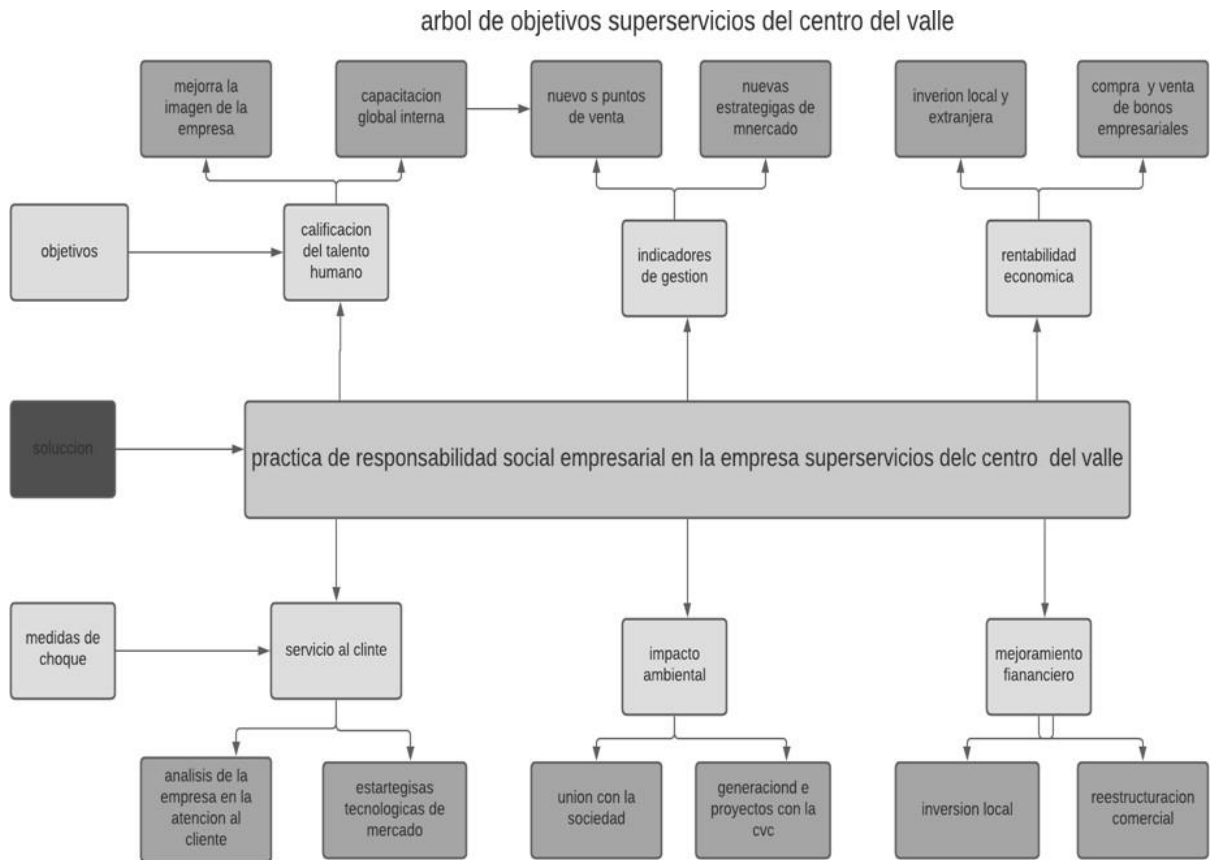 arbol de objetivos superservicios del centro del valle
mejorra la
imagen de la
empresa
capacitacion
global interna
nuevo s puntos
de venta
nuevas
estrategigas de
mnercado
inverion local y
extranjera
compra y venta
de bonos
empresariales
objetivos
calificacion
del talento
humano
indicadores
de gestion
rentabilidad
economica
soluccion
practica de responsabilidad social empresarial en la empresa superservicios delc centro del valle
medidas de
choque
servicio al clinte
impacto
ambiental
mejoramiento
fiananciero
analisis de la
empresa en la
atencion al
cliente
estartegisas
tecnologicas de
mercado
union con la
sociedad
generaciond e
proyectos con la
cvc
inversion local
reestructuracion
comercial